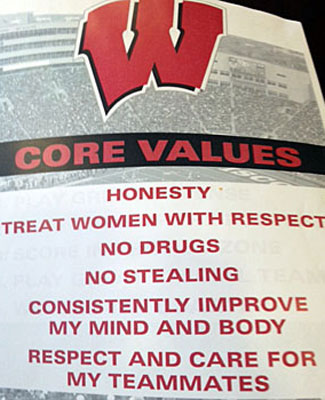 W
CORE VALUES
HONESTY
TREAT WOMEN WITH RESPECT
NO DRUGS
NO STEALING
CONSISTENTLY IMPROVE
MY MIND AND BODY
RESPECT AND CARE FOR
MY TEAMMATES